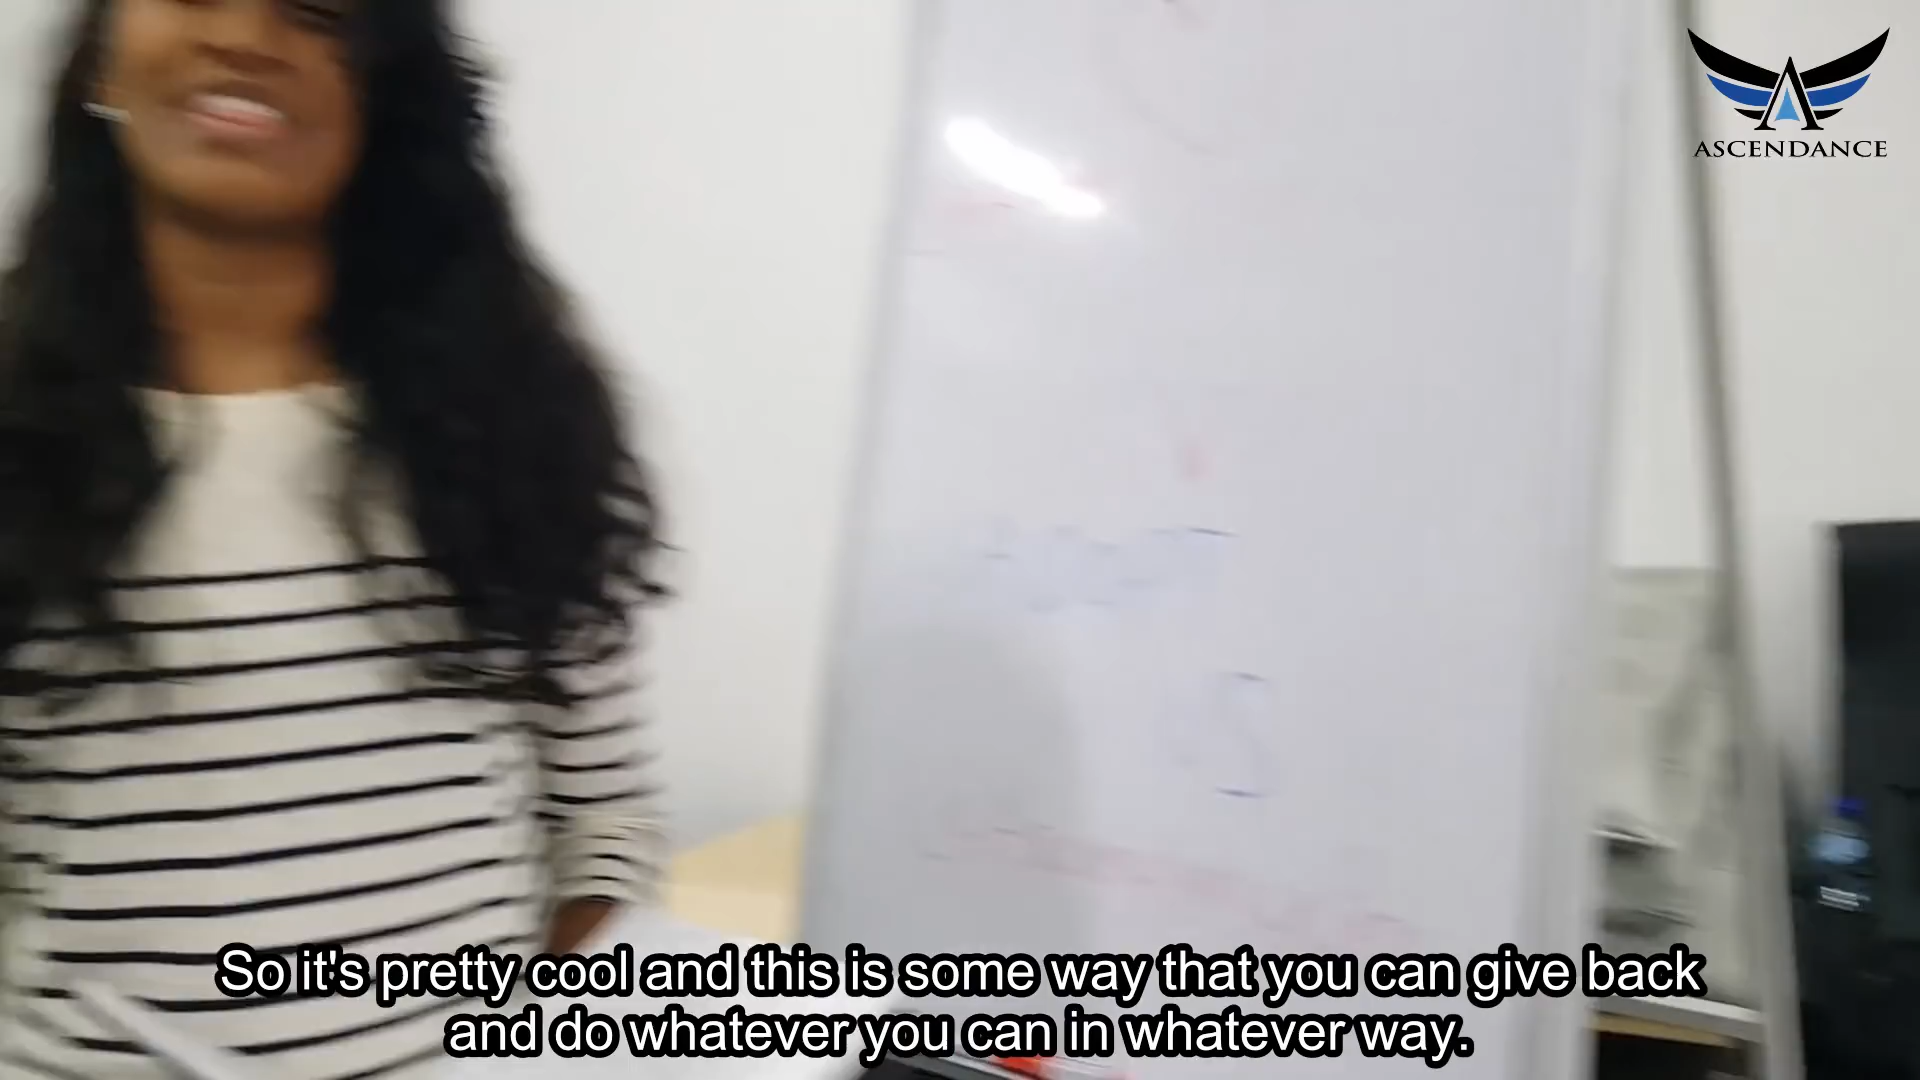 ASCENDANCE
So it's pretty cool and this is some way that you can give back
and do whatever you can in whatever way.